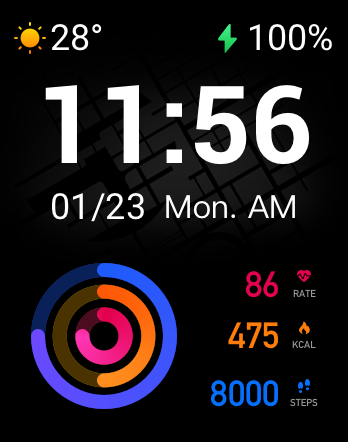 28° 100%
11:56
01/23 Mon. AM
86 RATE
475 KCAL
8000 STEPS